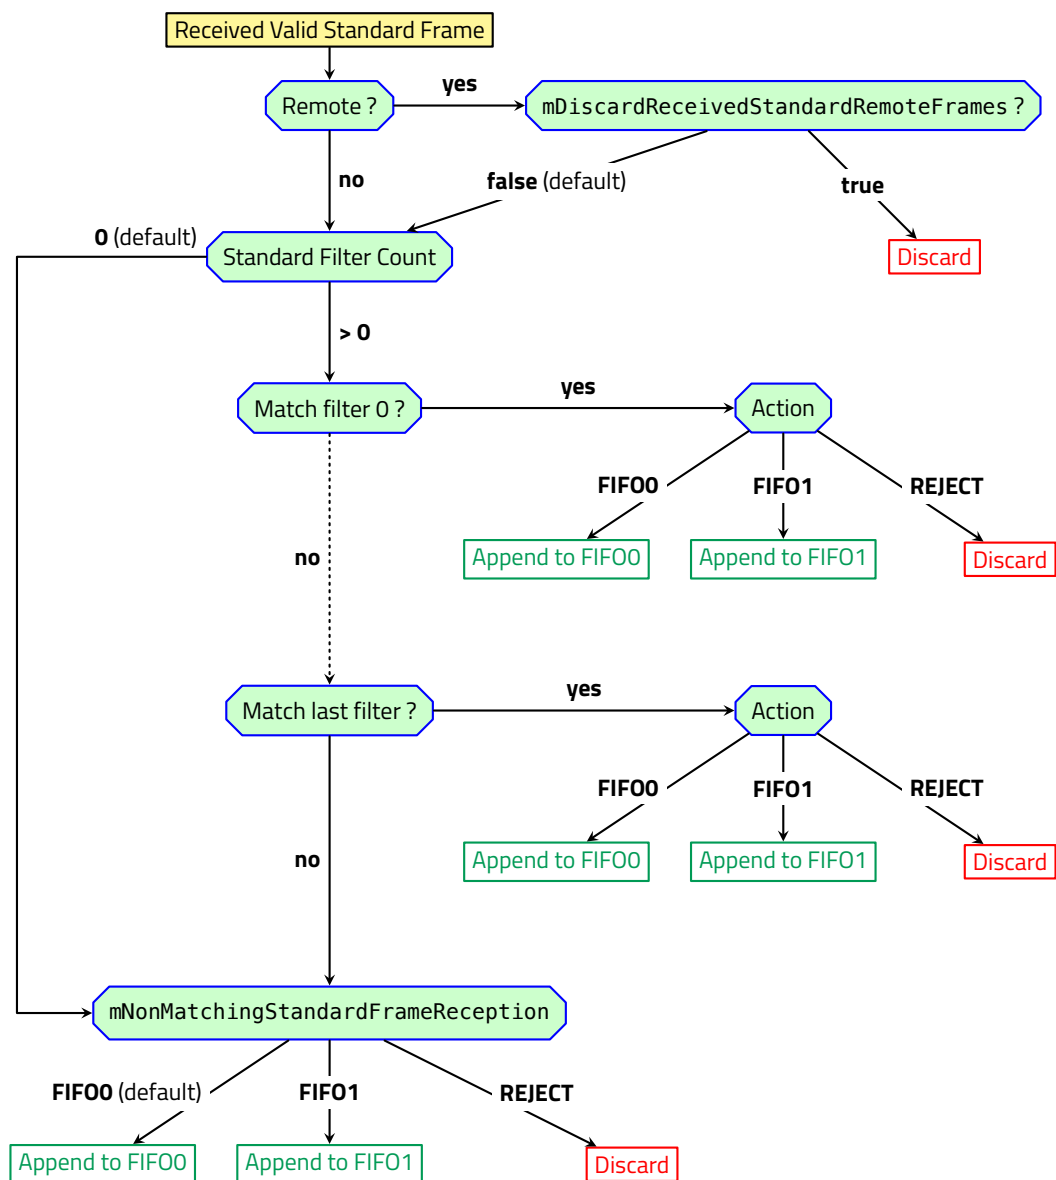 Received Valid Standard Frame
yes
Remote ?
mDiscardReceivedStandardRemoteFrames ?
no
false (default)
true
0 (default)
Standard Filter Count
Discard
> 0
yes
Match filter 0 ?
Action
FIFO0
FIFO1
REJECT
no
Append to FIFO0
Append to FIFO1
Discard
yes
Match last filter ?
Action
FIFO0
FIFO1
REJECT
no
Append to FIFO0
Append to FIFO1
Discard
mNonMatchingStandardFrameReception
FIFO0 (default)
FIFO1
REJECT
Append to FIFO0
Append to FIFO1
Discard